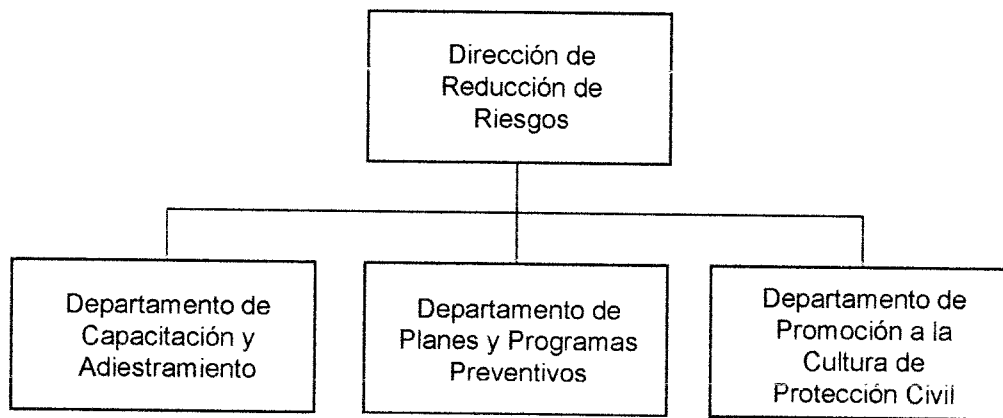 Dirección de
Reducción de
Riesgos
Departamento de
Capacitación y
Adiestramiento
Departamento de
Planes y Programas
Preventivos
Departamento de
Promoción a la
Cultura de
Protección Civil